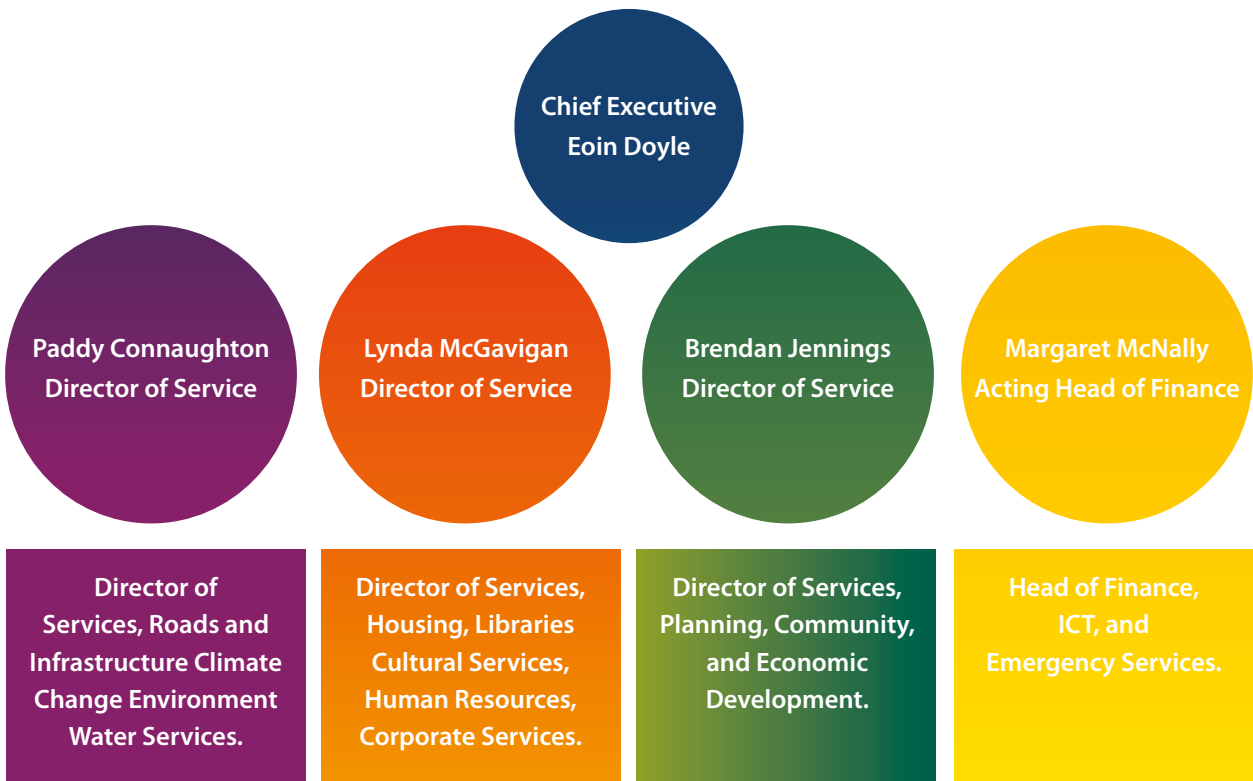 Chief Executive
Eoin Doyle
Paddy Connaughton
Director of Service
Lynda McGavigan
Director of Service
Brendan Jennings
Director of Service
Margaret McNally
Acting Head of Finance
Director of
Services, Roads and
Infrastructure Climate
Change Environment
Water Services.
Director of Services,
Housing, Libraries
Cultural Services,
Human Resources,
Corporate Services.
Director of Services,
Planning, Community,
and Economic
Development.
Head of Finance,
ICT, and
Emergency Services.